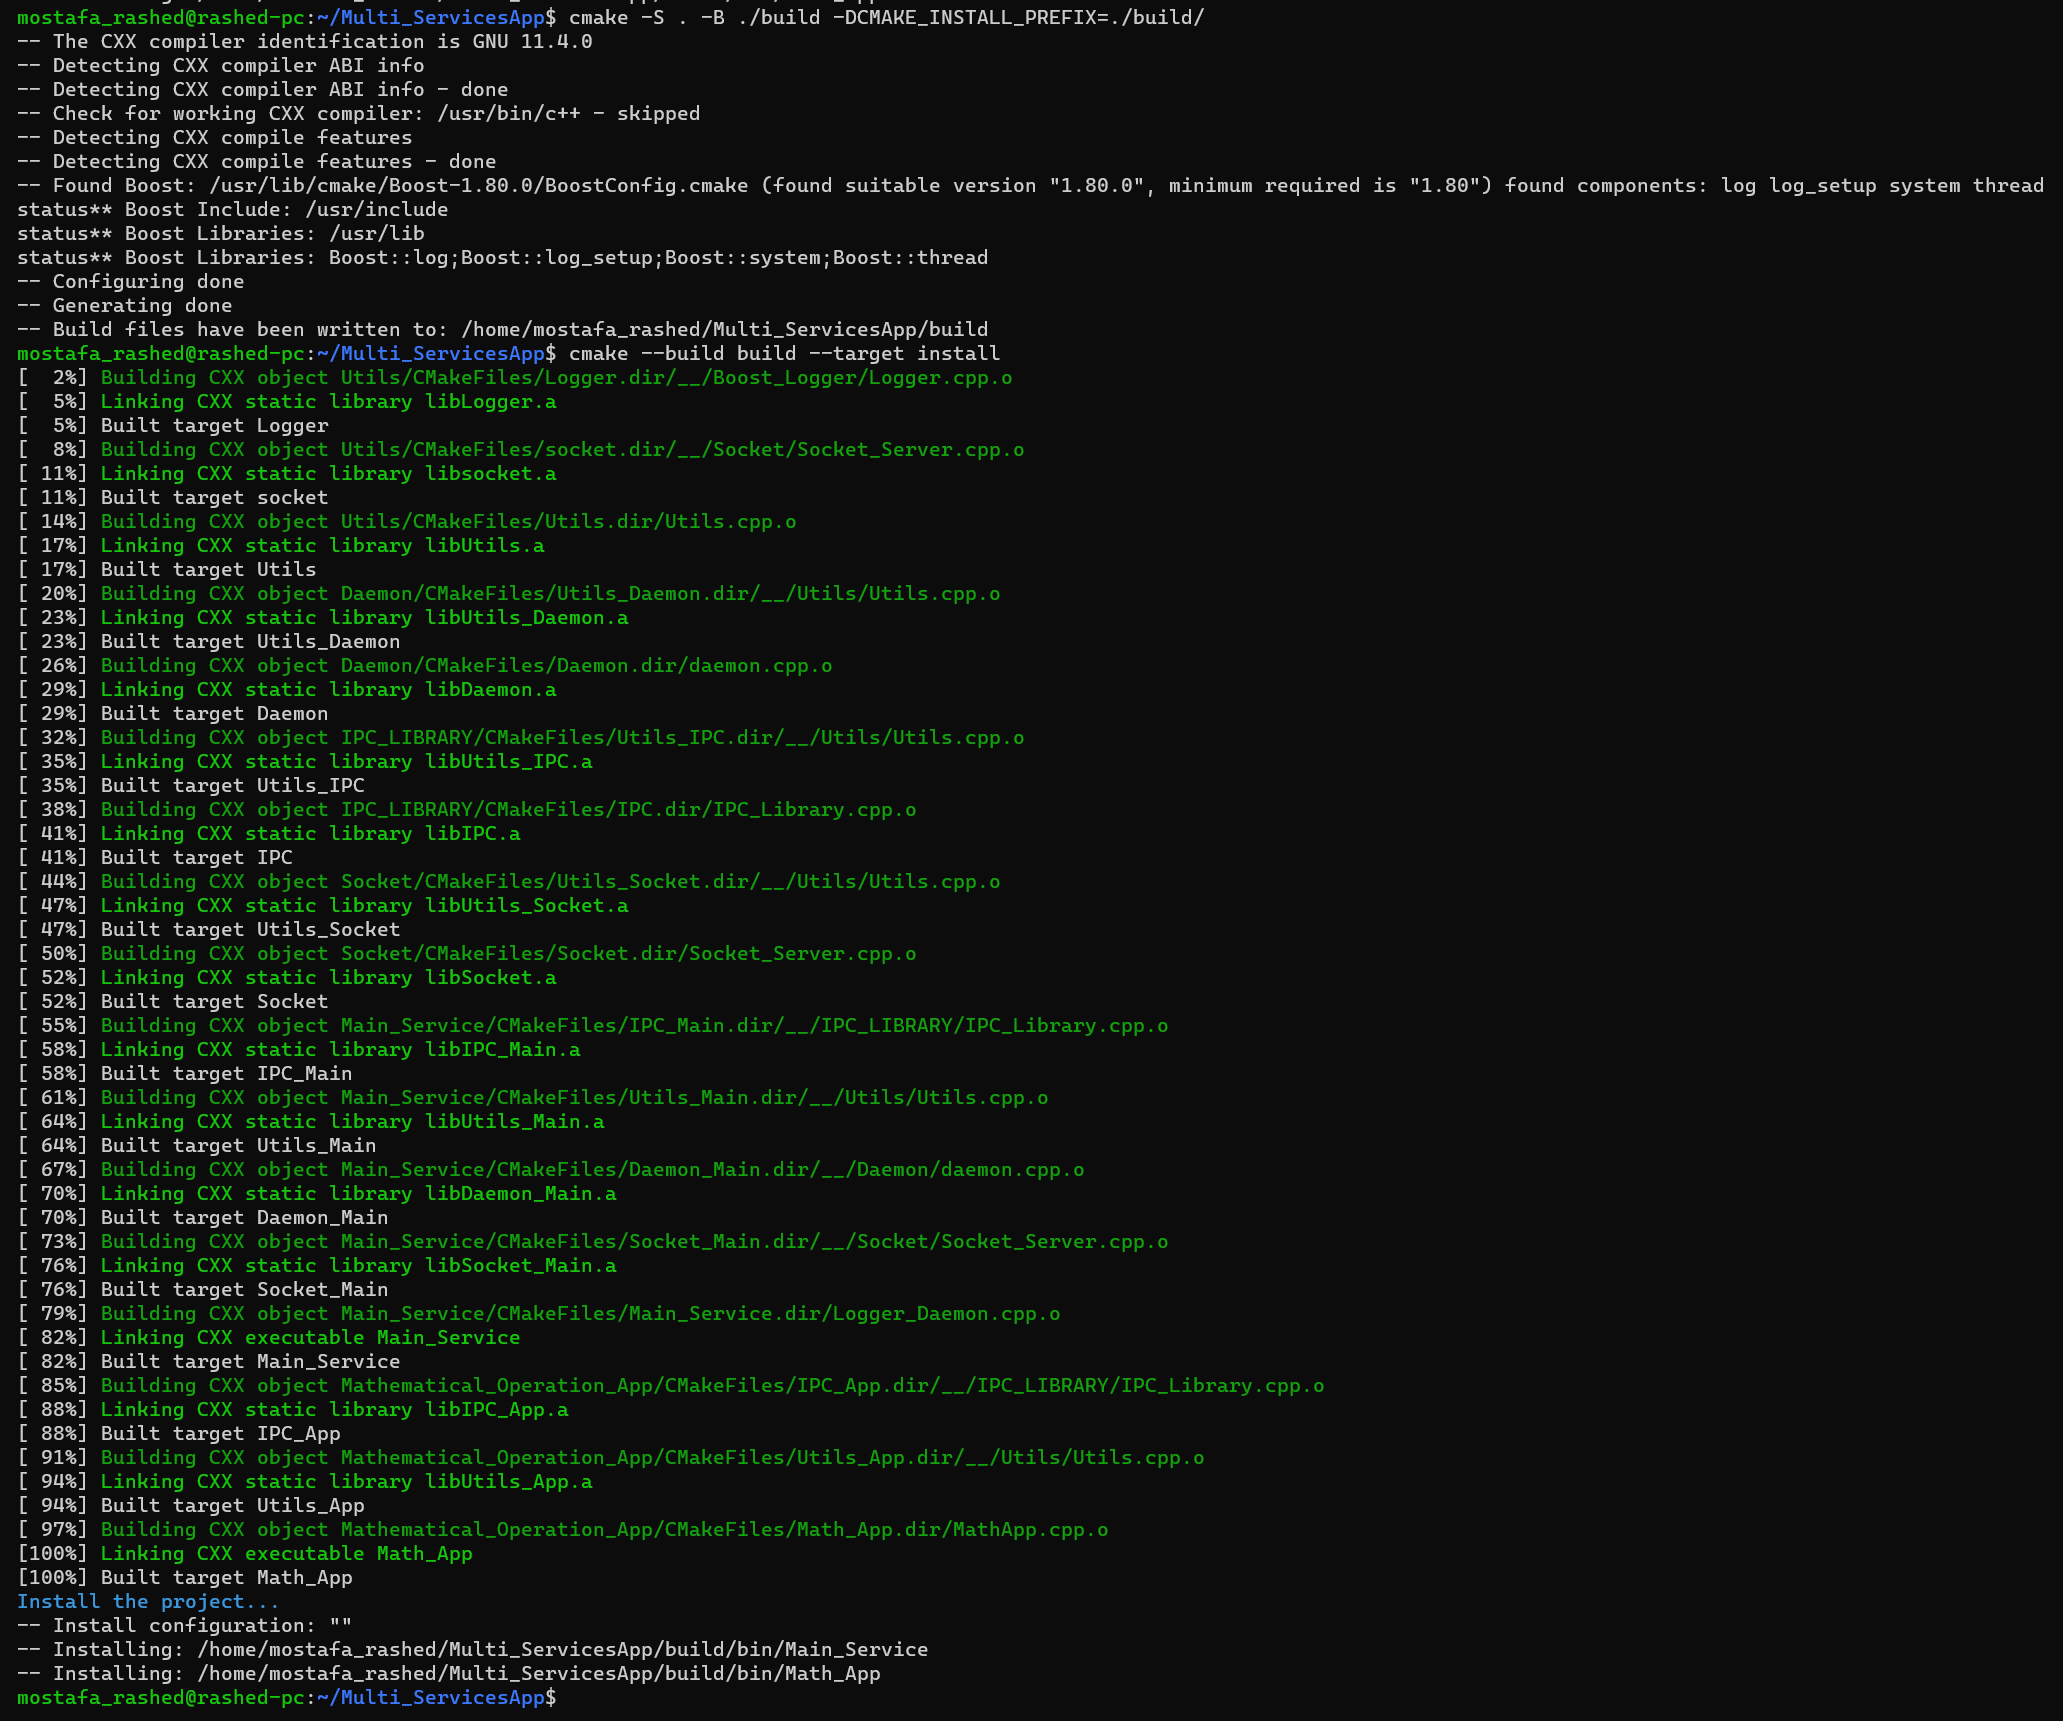 mostafa_rashed@rashed-pc:~/Multi_ServicesApp$ cmake -S . -B ./build -DCMAKE_INSTALL_PREFIX=./build/
-- The CXX compiler identification is GNU 11.4.0
-- Detecting CXX compiler ABI info
-- Detecting CXX compiler ABI info - done
-- Check for working CXX compiler: /usr/bin/c++ - skipped
-- Detecting CXX compile features
-- Detecting CXX compile features - done
-- Found Boost: /usr/lib/cmake/Boost-1.80.0/BoostConfig.cmake (found suitable version "1.80.0", minimum required is "1.80") found components: log log_setup system thread
status** Boost Include: /usr/include
status** Boost Libraries: /usr/lib
status** Boost Libraries: Boost::log;Boost::log_setup;Boost::system;Boost::thread
-- Configuring done
-- Generating done
-- Build files have been written to: /home/mostafa_rashed/Multi_ServicesApp/build
mostafa_rashed@rashed-pc:~/Multi_ServicesApp$ cmake --build build --target install
[  2%] Building CXX object Utils/CMakeFiles/Logger.dir/__/Boost_Logger/Logger.cpp.o
[  5%] Linking CXX static library libLogger.a
[  5%] Built target Logger
[  8%] Building CXX object Utils/CMakeFiles/socket.dir/__/Socket/Socket_Server.cpp.o
[ 11%] Linking CXX static library libsocket.a
[ 11%] Built target socket
[ 14%] Building CXX object Utils/CMakeFiles/Utils.dir/Utils.cpp.o
[ 17%] Linking CXX static library libUtils.a
[ 17%] Built target Utils
[ 20%] Building CXX object Daemon/CMakeFiles/Utils_Daemon.dir/__/Utils/Utils.cpp.o
[ 23%] Linking CXX static library libUtils_Daemon.a
[ 23%] Built target Utils_Daemon
[ 26%] Building CXX object Daemon/CMakeFiles/Daemon.dir/daemon.cpp.o
[ 29%] Linking CXX static library libDaemon.a
[ 29%] Built target Daemon
[ 32%] Building CXX object IPC_LIBRARY/CMakeFiles/Utils_IPC.dir/__/Utils/Utils.cpp.o
[ 35%] Linking CXX static library libUtils_IPC.a
[ 35%] Built target Utils_IPC
[ 38%] Building CXX object IPC_LIBRARY/CMakeFiles/IPC.dir/IPC_Library.cpp.o
[ 41%] Linking CXX static library libIPC.a
[ 41%] Built target IPC
[ 44%] Building CXX object Socket/CMakeFiles/Utils_Socket.dir/__/Utils/Utils.cpp.o
[ 47%] Linking CXX static library libUtils_Socket.a
[ 47%] Built target Utils_Socket
[ 50%] Building CXX object Socket/CMakeFiles/Socket.dir/Socket_Server.cpp.o
[ 52%] Linking CXX static library libSocket.a
[ 52%] Built target Socket
[ 55%] Building CXX object Main_Service/CMakeFiles/IPC_Main.dir/__/IPC_LIBRARY/IPC_Library.cpp.o
[ 58%] Linking CXX static library libIPC_Main.a
[ 58%] Built target IPC_Main
[ 61%] Building CXX object Main_Service/CMakeFiles/Utils_Main.dir/__/Utils/Utils.cpp.o
[ 64%] Linking CXX static library libUtils_Main.a
[ 64%] Built target Utils_Main
[ 67%] Building CXX object Main_Service/CMakeFiles/Daemon_Main.dir/__/Daemon/daemon.cpp.o
[ 70%] Linking CXX static library libDaemon_Main.a
[ 70%] Built target Daemon_Main
[ 73%] Building CXX object Main_Service/CMakeFiles/Socket_Main.dir/__/Socket/Socket_Server.cpp.o
[ 76%] Linking CXX static library libSocket_Main.a
[ 76%] Built target Socket_Main
[ 79%] Building CXX object Main_Service/CMakeFiles/Main_Service.dir/Logger_Daemon.cpp.o
[ 82%] Linking CXX executable Main_Service
[ 82%] Built target Main_Service
[ 85%] Building CXX object Mathematical_Operation_App/CMakeFiles/IPC_App.dir/__/IPC_LIBRARY/IPC_Library.cpp.o
[ 88%] Linking CXX static library libIPC_App.a
[ 88%] Built target IPC_App
[ 91%] Building CXX object Mathematical_Operation_App/CMakeFiles/Utils_App.dir/__/Utils/Utils.cpp.o
[ 94%] Linking CXX static library libUtils_App.a
[ 94%] Built target Utils_App
[ 97%] Building CXX object Mathematical_Operation_App/CMakeFiles/Math_App.dir/MathApp.cpp.o
[100%] Linking CXX executable Math_App
[100%] Built target Math_App
Install the project...
-- Install configuration: ""
-- Installing: /home/mostafa_rashed/Multi_ServicesApp/build/bin/Main_Service
-- Installing: /home/mostafa_rashed/Multi_ServicesApp/build/bin/Math_App
mostafa_rashed@rashed-pc:~/Multi_ServicesApp$